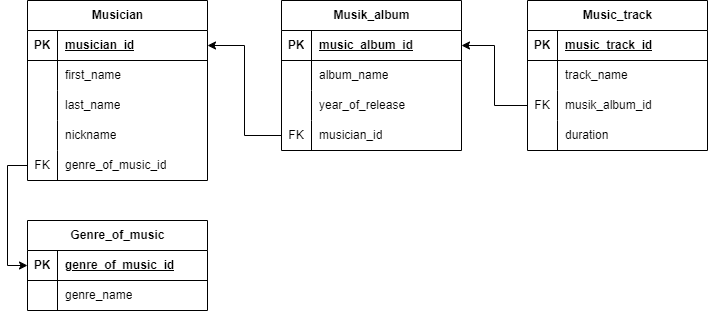 Musician
PK musician_id
first_name
last_name
nickname
FK genre_of_music_id
Musik_album
PK music_album_id
album_name
year_of_release
FK musician_id
Music_track
PK music_track_id
track_name
FK musik_album_id
duration
Genre_of_music
PK genre_of_music_id
genre_name